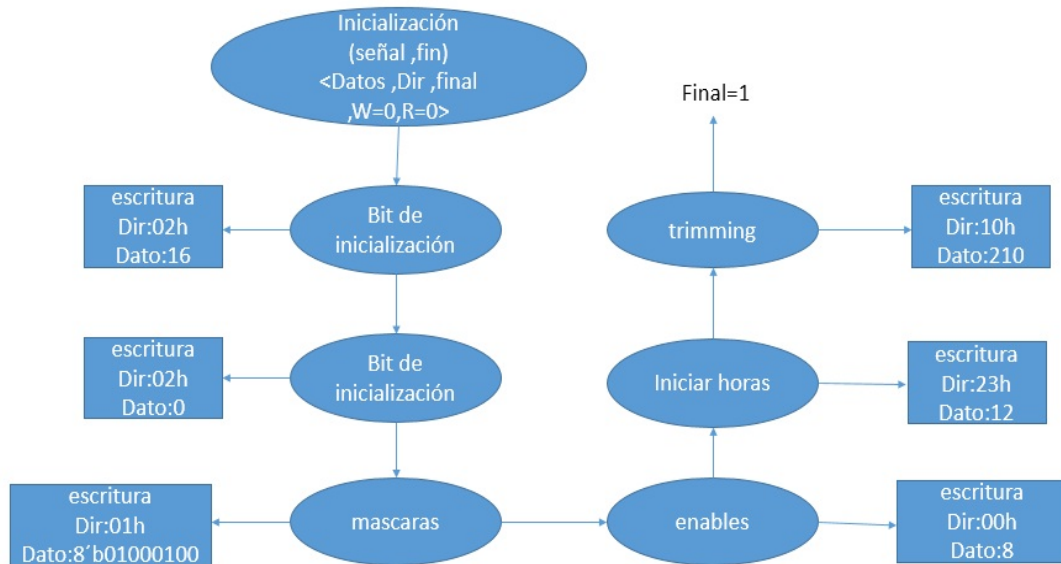 Inicialización
(señal ,fin)
<Datos ,Dir ,final
,W=0,R=0>
escritura
Dir:02h
Dato:16
Bit de
inicialización
escritura
Dir:02h
Dato:0
Bit de
inicialización
escritura
Dir:01h
Dato:8´b01000100
mascaras
enables
escritura
Dir:00h
Dato:8
Iniciar horas
escritura
Dir:23h
Dato:12
trimming
escritura
Dir:10h
Dato:210
Final=1